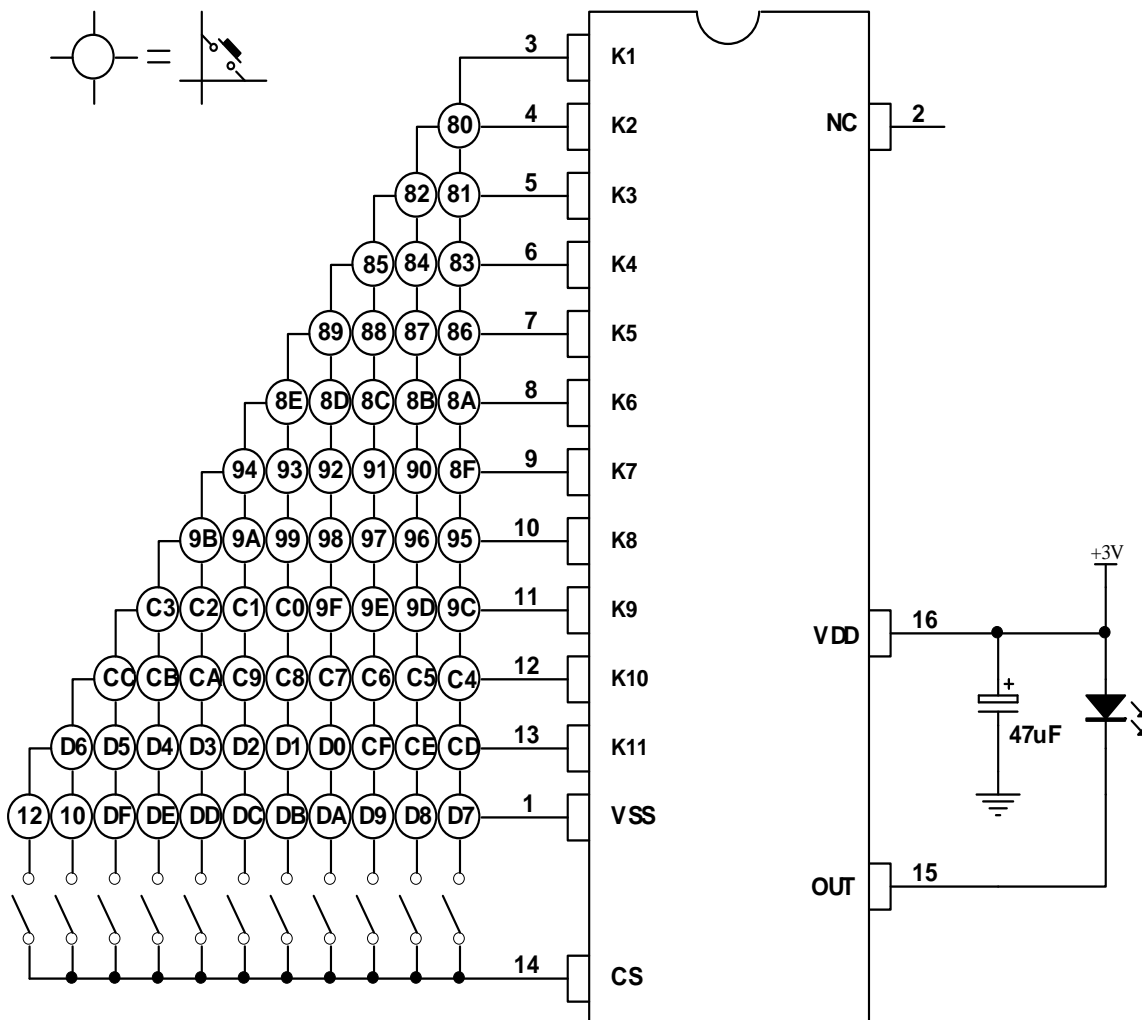 3 K1
80 4 K2 NC 2
82 81 5 K3
85 84 83 6 K4
89 88 87 86 7 K5
8E 8D 8C 8B 8A 8 K6
94 93 92 91 90 8F 9 K7
9B 9A 99 98 97 96 95 10 K8
+3V
C3 C2 C1 C0 9F 9E 9D 9C 11 K9
VDD 16
CC CB CA C9 C8 C7 C6 C5 C4 12 K10
+
47uF
D6 D5 D4 D3 D2 D1 D0 CF CE CD 13 K11
12 10 DF DE DD DC DB DA D9 D8 D7 1 VSS
OUT 15
14 CS